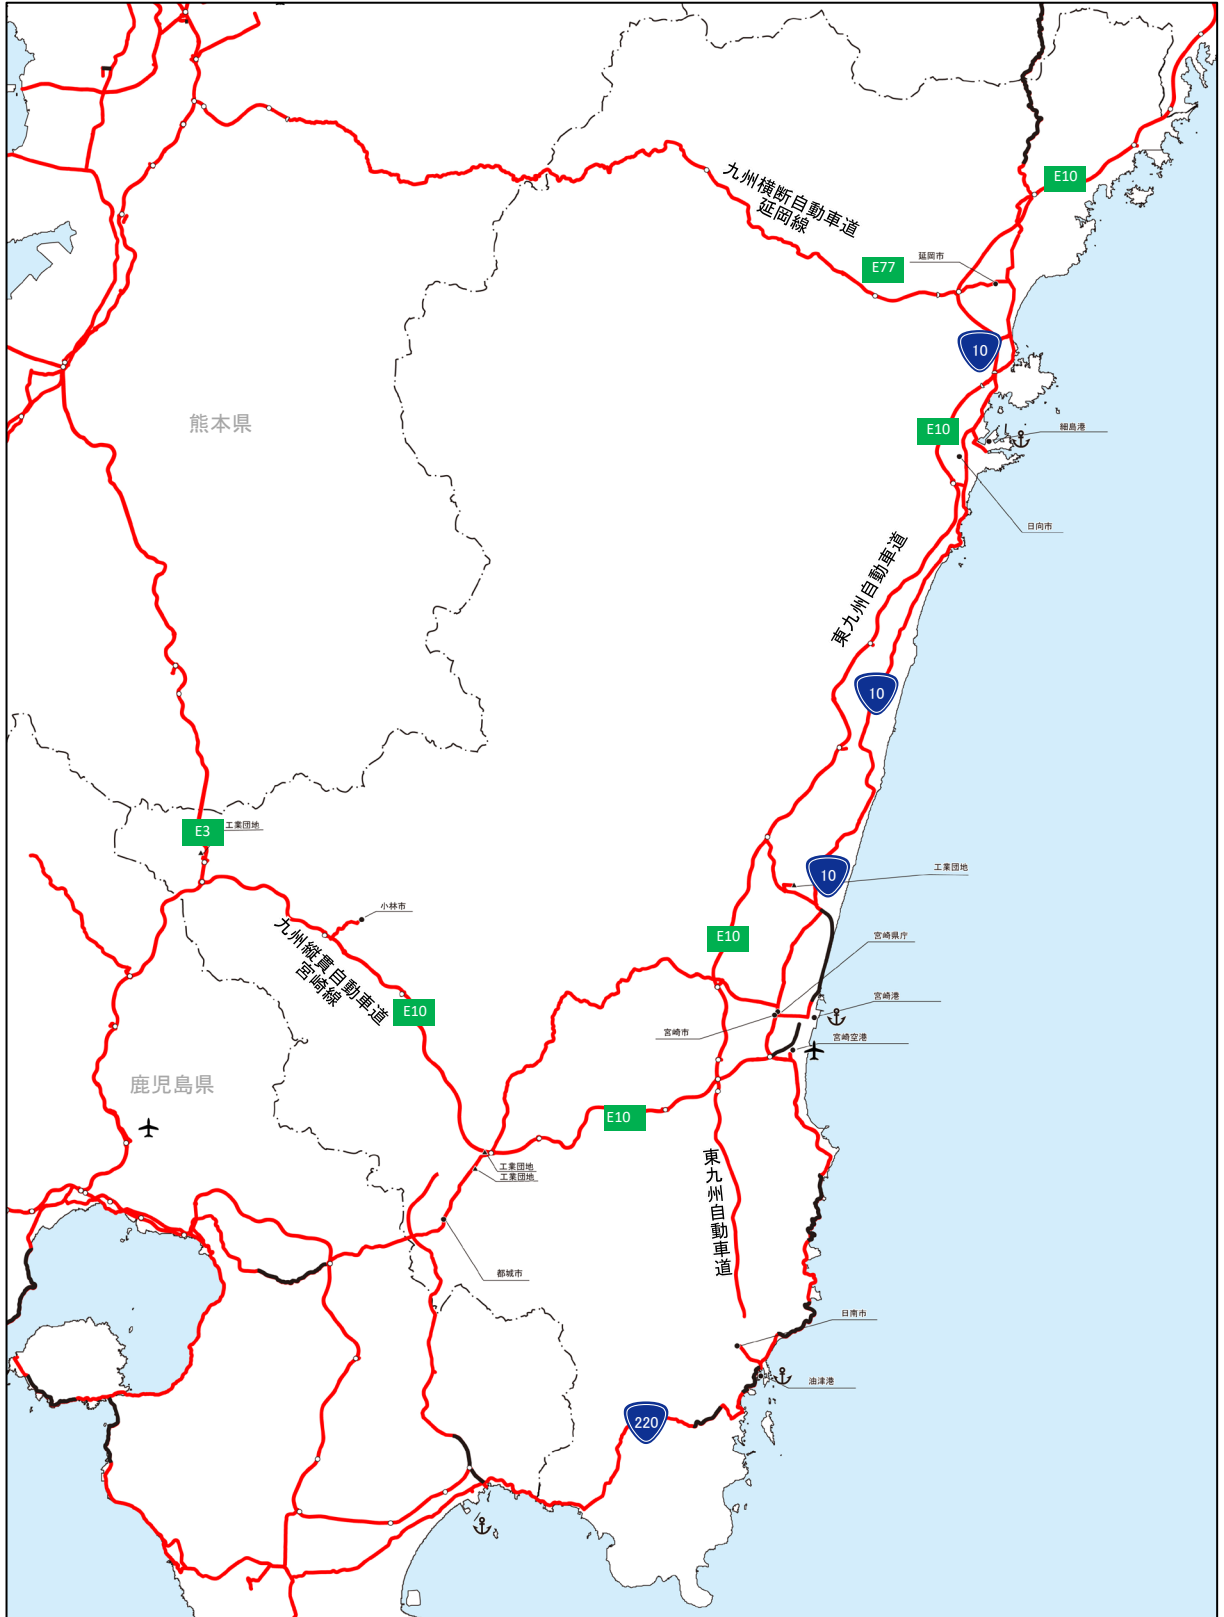 E10
九州横断自動車道
延岡線
延岡市
E77
10
熊本県
E10
細島港
日向市
東九州自動車道
10
工業団地
E3
10
工業団地
小林市
九州縦貫自動車道
宮崎線
E10
宮崎県庁
宮崎港
E10
宮崎市
宮崎空港
鹿児島県
E10
工業団地
工業団地
東九州自動車道
都城市
日南市
油津港
220